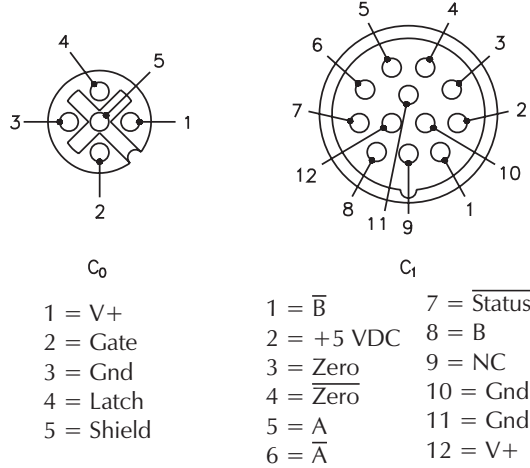 4
5
3
1
2
5
4
6
3
7
2
12
10
8
11
9
1
C₀
C₁
1 = V+
2 = Gate
3 = Gnd
4 = Latch
5 = Shield
1 = B̅
2 = +5 VDC
3 = Zero
4 = Z̅e̅r̅o̅
5 = A
6 = A̅
7 = S̅t̅a̅t̅u̅s̅
8 = B
9 = NC
10 = Gnd
11 = Gnd
12 = V+